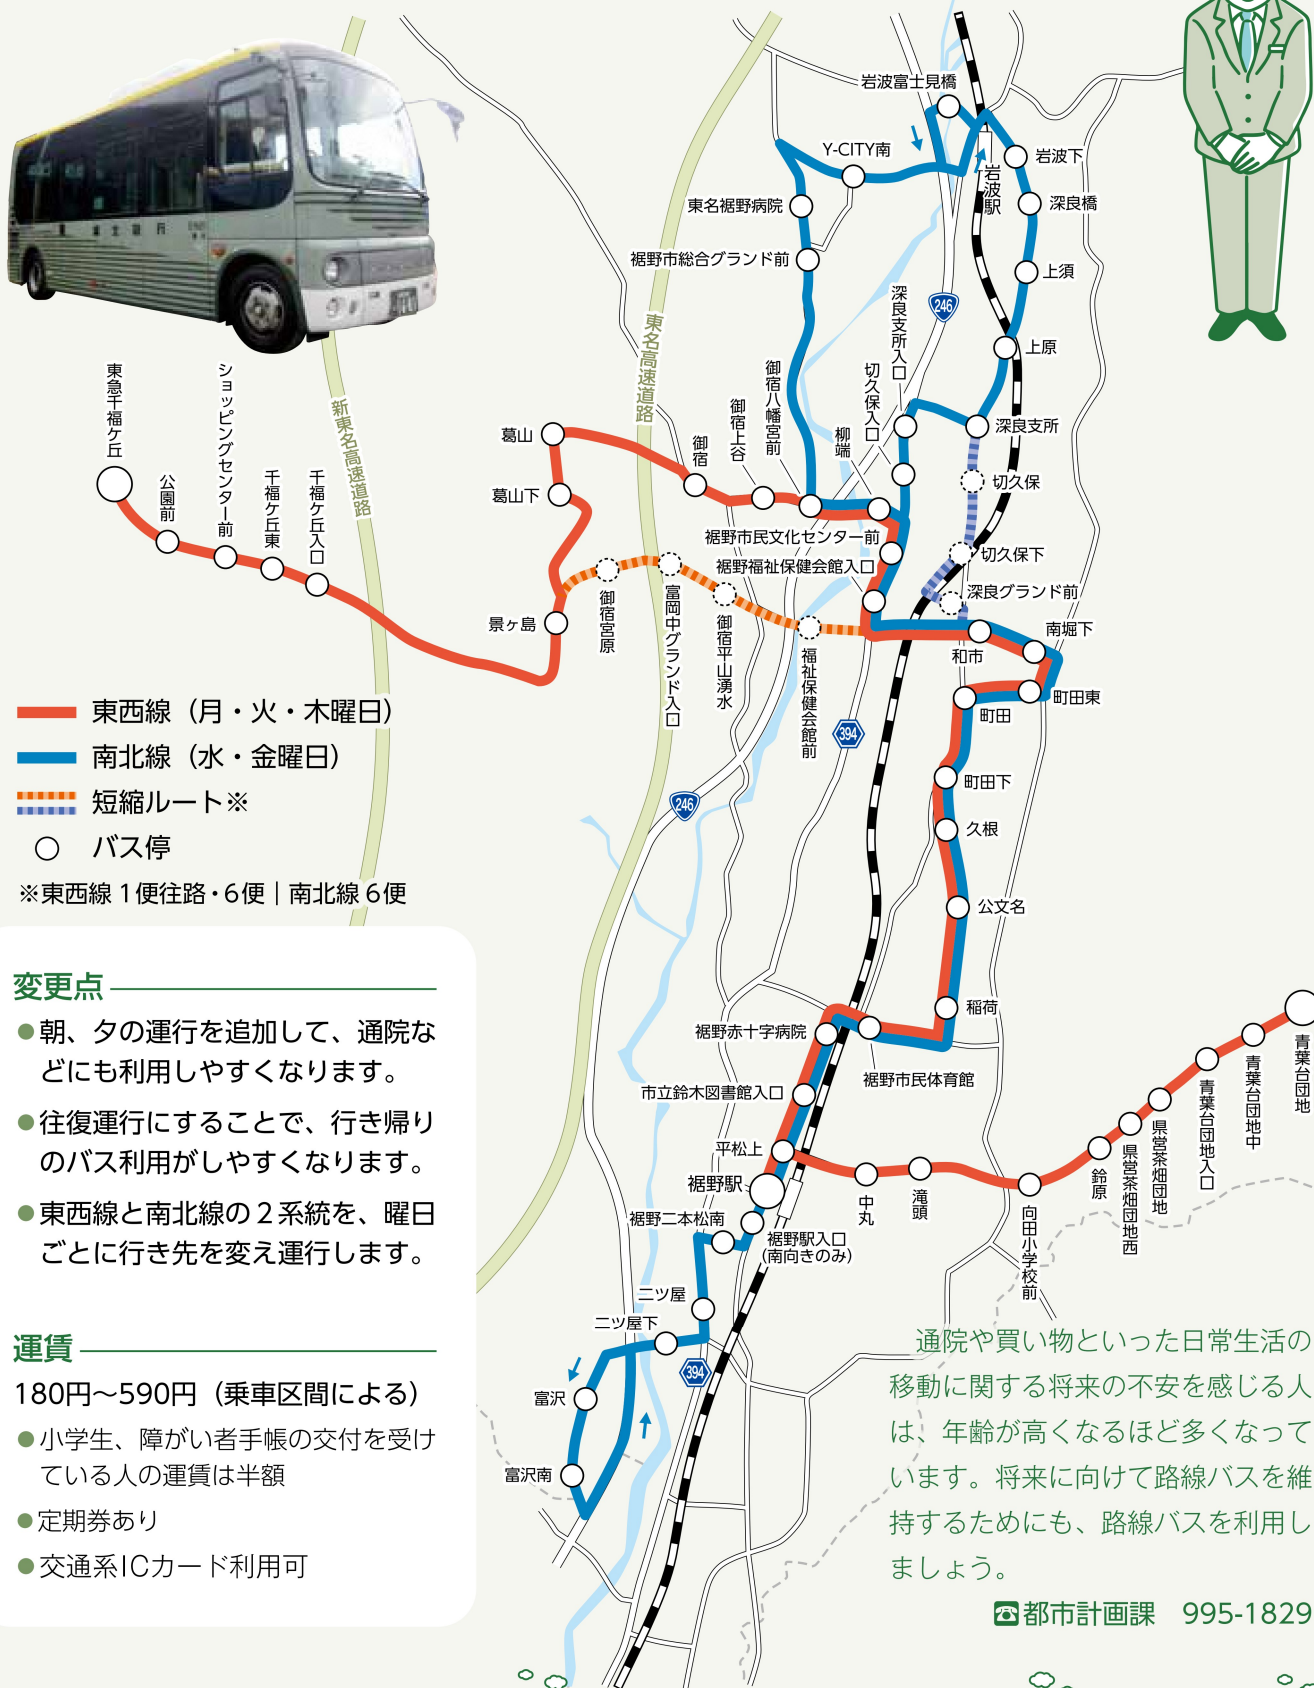 岩波富士見橋
Y-CITY南
東名裾野病院
裾野市総合グランド前
岩波駅
岩波下
深良橋
上須
上原
深良支所
切久保
切久保下
深良グランド前
深良支所入口
切久保入口
柳端
御宿八幡宮前
御宿上谷
御宿
246
東名高速道路
新東名高速道路
東急千福ケ丘
公園前
ショッピングセンター前
千福ケ丘東
千福ケ丘入口
葛山
葛山下
景ヶ島
裾野市民文化センター前
裾野福祉保健会館入口
御宿宮原
富岡中グランド入口
御宿平山湧水
福祉保健会館前
和市
南堀下
町田東
町田
町田下
久根
公文名
稲荷
394
246
東西線（月・火・木曜日）
南北線（水・金曜日）
短縮ルート※
バス停
※東西線1便往路・6便｜南北線6便
変更点
●朝、夕の運行を追加して、通院な
どにも利用しやすくなります。
●往復運行にすることで、行き帰り
のバス利用がしやすくなります。
●東西線と南北線の２系統を、曜日
ごとに行き先を変え運行します。
運賃
180円～590円（乗車区間による）
●小学生、障がい者手帳の交付を受け
ている人の運賃は半額
●定期券あり
●交通系ICカード利用可
裾野赤十字病院
裾野市民体育館
市立鈴木図書館入口
平松上
裾野駅
裾野二本松南
裾野駅入口
（南向きのみ）
中丸
滝頭
向田小学校前
鈴原
県営茶畑団地西
県営茶畑団地
青葉台団地入口
青葉台団地中
青葉台団地
二ツ屋
二ツ屋下
394
富沢
富沢南
通院や買い物といった日常生活の
移動に関する将来の不安を感じる人
は、年齢が高くなるほど多くなって
います。将来に向けて路線バスを維
持するためにも、路線バスを利用し
ましょう。
☎都市計画課　995-1829